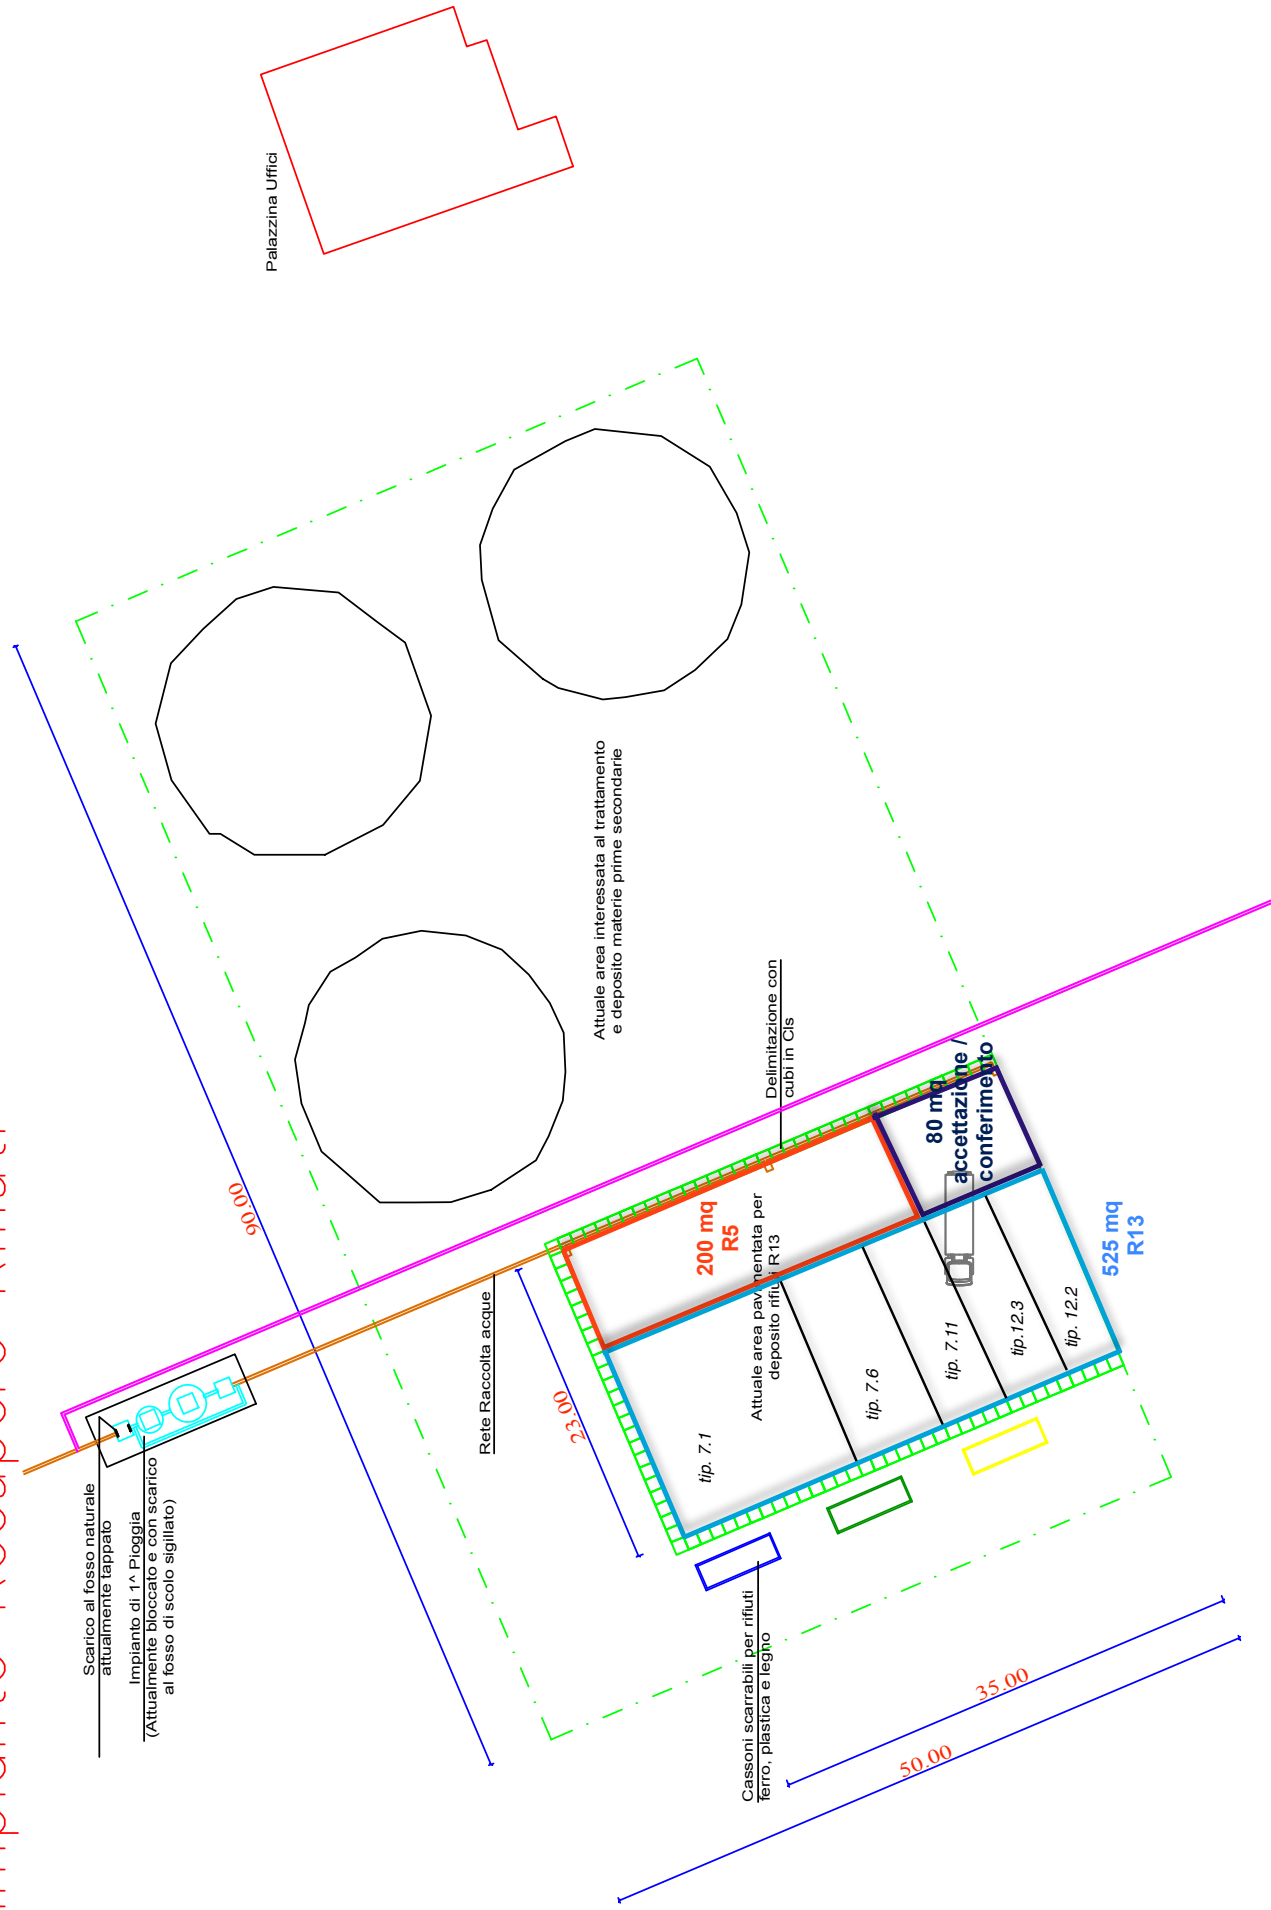 Impianto Recupero Rifiuti
Palazzina Uffici
Scarico al fosso naturale
attualmente tappato
Impianto di 1^ Pioggia
(Attualmente bloccato e con scarico
al fosso di scolo sigillato)
90.00
Rete Raccolta acque
23.00
Attuale area interessata al trattamento
e deposito materie prime secondarie
Delimitazione con
cubi in Cls
200 mq
R5
Attuale area pavimentata per
deposito rifiuti R13
80 mq
accettazione /
conferimento
525 mq
R13
tip. 7.1
tip. 7.6
tip. 7.11
tip.12.3
tip. 12.2
Cassoni scarrabili per rifiuti
ferro, plastica e legno
35.00
50.00